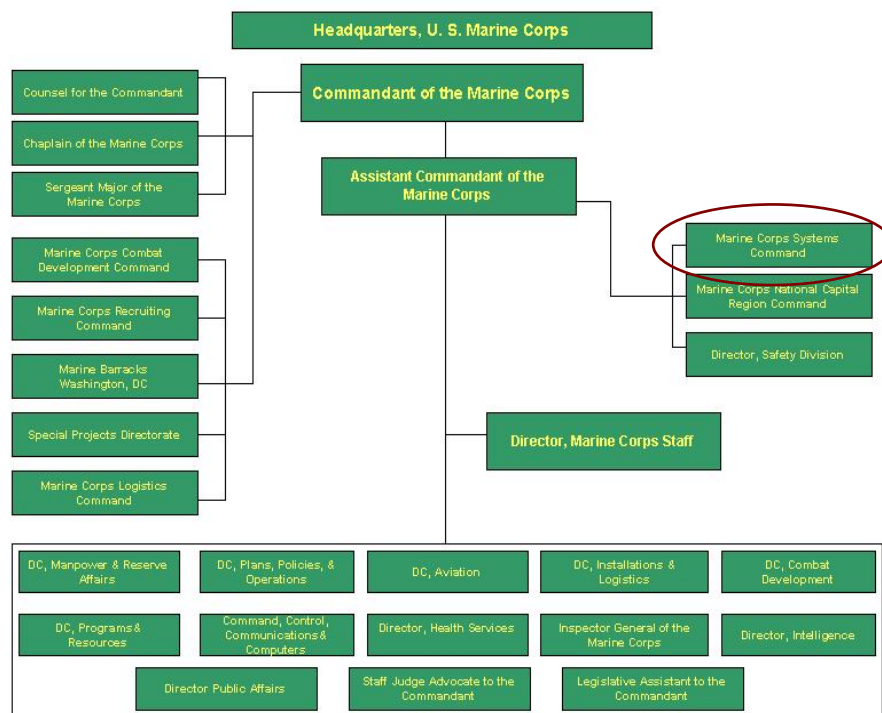 Headquarters, U. S. Marine Corps
Commandant of the Marine Corps
Counsel for the Commandant
Chaplain of the Marine Corps
Sergeant Major of the
Marine Corps
Assistant Commandant of the
Marine Corps
Marine Corps Systems
Command
Marine Corps National Capital
Region Command
Director, Safety Division
Marine Corps Combat
Development Command
Marine Corps Recruiting
Command
Marine Barracks
Washington, DC
Special Projects Directorate
Marine Corps Logistics
Command
Director, Marine Corps Staff
DC, Manpower & Reserve
Affairs
DC, Plans, Policies, &
Operations
DC, Aviation
DC, Installations &
Logistics
DC, Combat
Development
DC, Programs &
Resources
Command, Control,
Communications &
Computers
Director, Health Services
Inspector General of the
Marine Corps
Director, Intelligence
Director Public Affairs
Staff Judge Advocate to the
Commandant
Legislative Assistant to the
Commandant